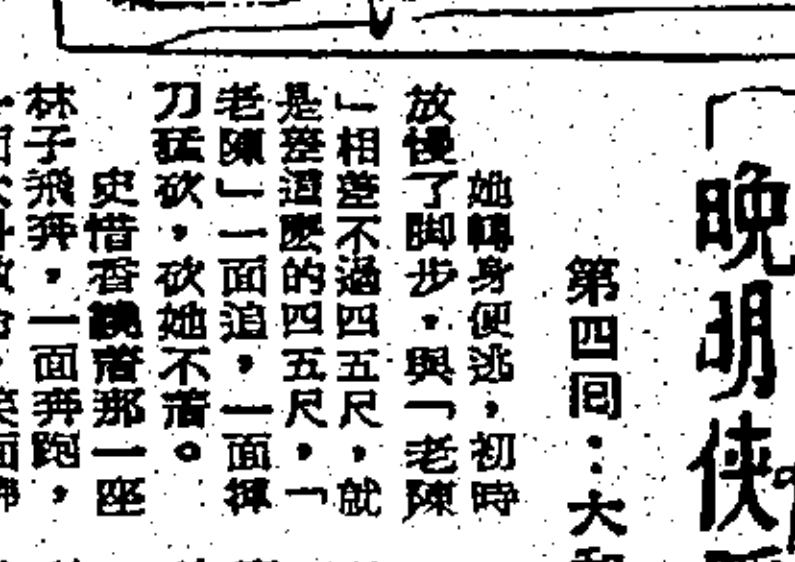 晚明俠
第四回：大和
她轉身便逃，初時
放慢了脚步，與「老陳
」相差不過四五尺，就
是差這麽的四五尺，「
老陳」一面追，一面揮
刀猛砍，砍她不着。
史惜香繞着那一座
林子飛奔，一面奔跑，